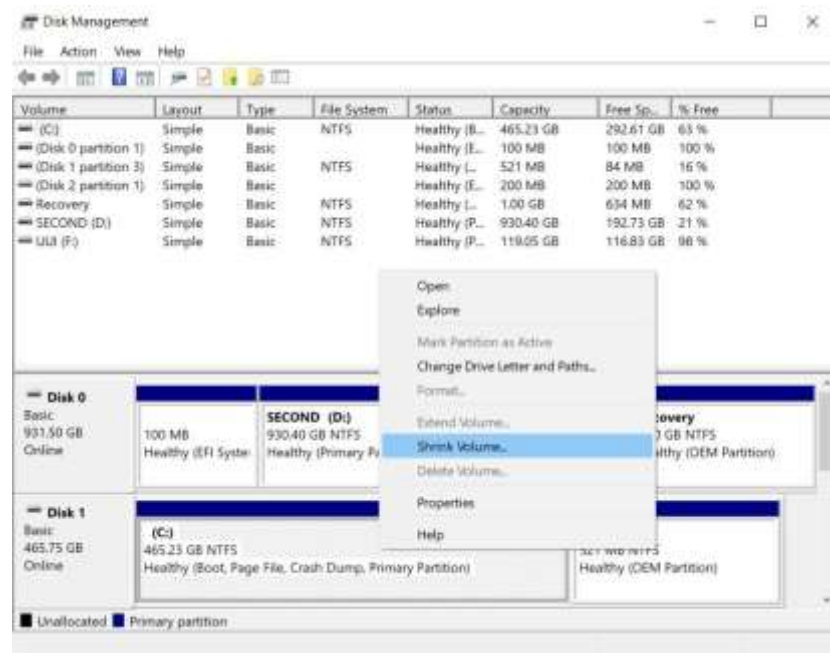 Disk Management
File Action View Help
Volume Layout Type File System Status Capacity Free Sp... % Free
(C:) Simple Basic NTFS Healthy (B... 465.23 GB 292.61 GB 63 %
(Disk 0 partition 1) Simple Basic Healthy (E... 100 MB 100 MB 100 %
(Disk 1 partition 3) Simple Basic NTFS Healthy (... 521 MB 84 MB 16 %
(Disk 2 partition 1) Simple Basic Healthy (E... 200 MB 200 MB 100 %
Recovery Simple Basic NTFS Healthy (... 1.00 GB 634 MB 62 %
SECOND (D:) Simple Basic NTFS Healthy (P... 930.40 GB 192.73 GB 21 %
UUI (F:) Simple Basic NTFS Healthy (P... 119.05 GB 116.83 GB 98 %
Open
Explore
Mark Partition as Active
Change Drive Letter and Paths...
Format...
Extend Volume...
Shrink Volume...
Delete Volume...
Properties
Help
Disk 0
Basic
931.50 GB
Online
100 MB
Healthy (EFI Syste
SECOND (D:)
930.40 GB NTFS
Healthy (Primary Pa
overy
GB NTFS
lthy (OEM Partition)
Disk 1
Basic
465.75 GB
Online
(C:)
465.23 GB NTFS
Healthy (Boot, Page File, Crash Dump, Primary Partition)
521 MB NTFS
Healthy (OEM Partition)
Unallocated Primary partition